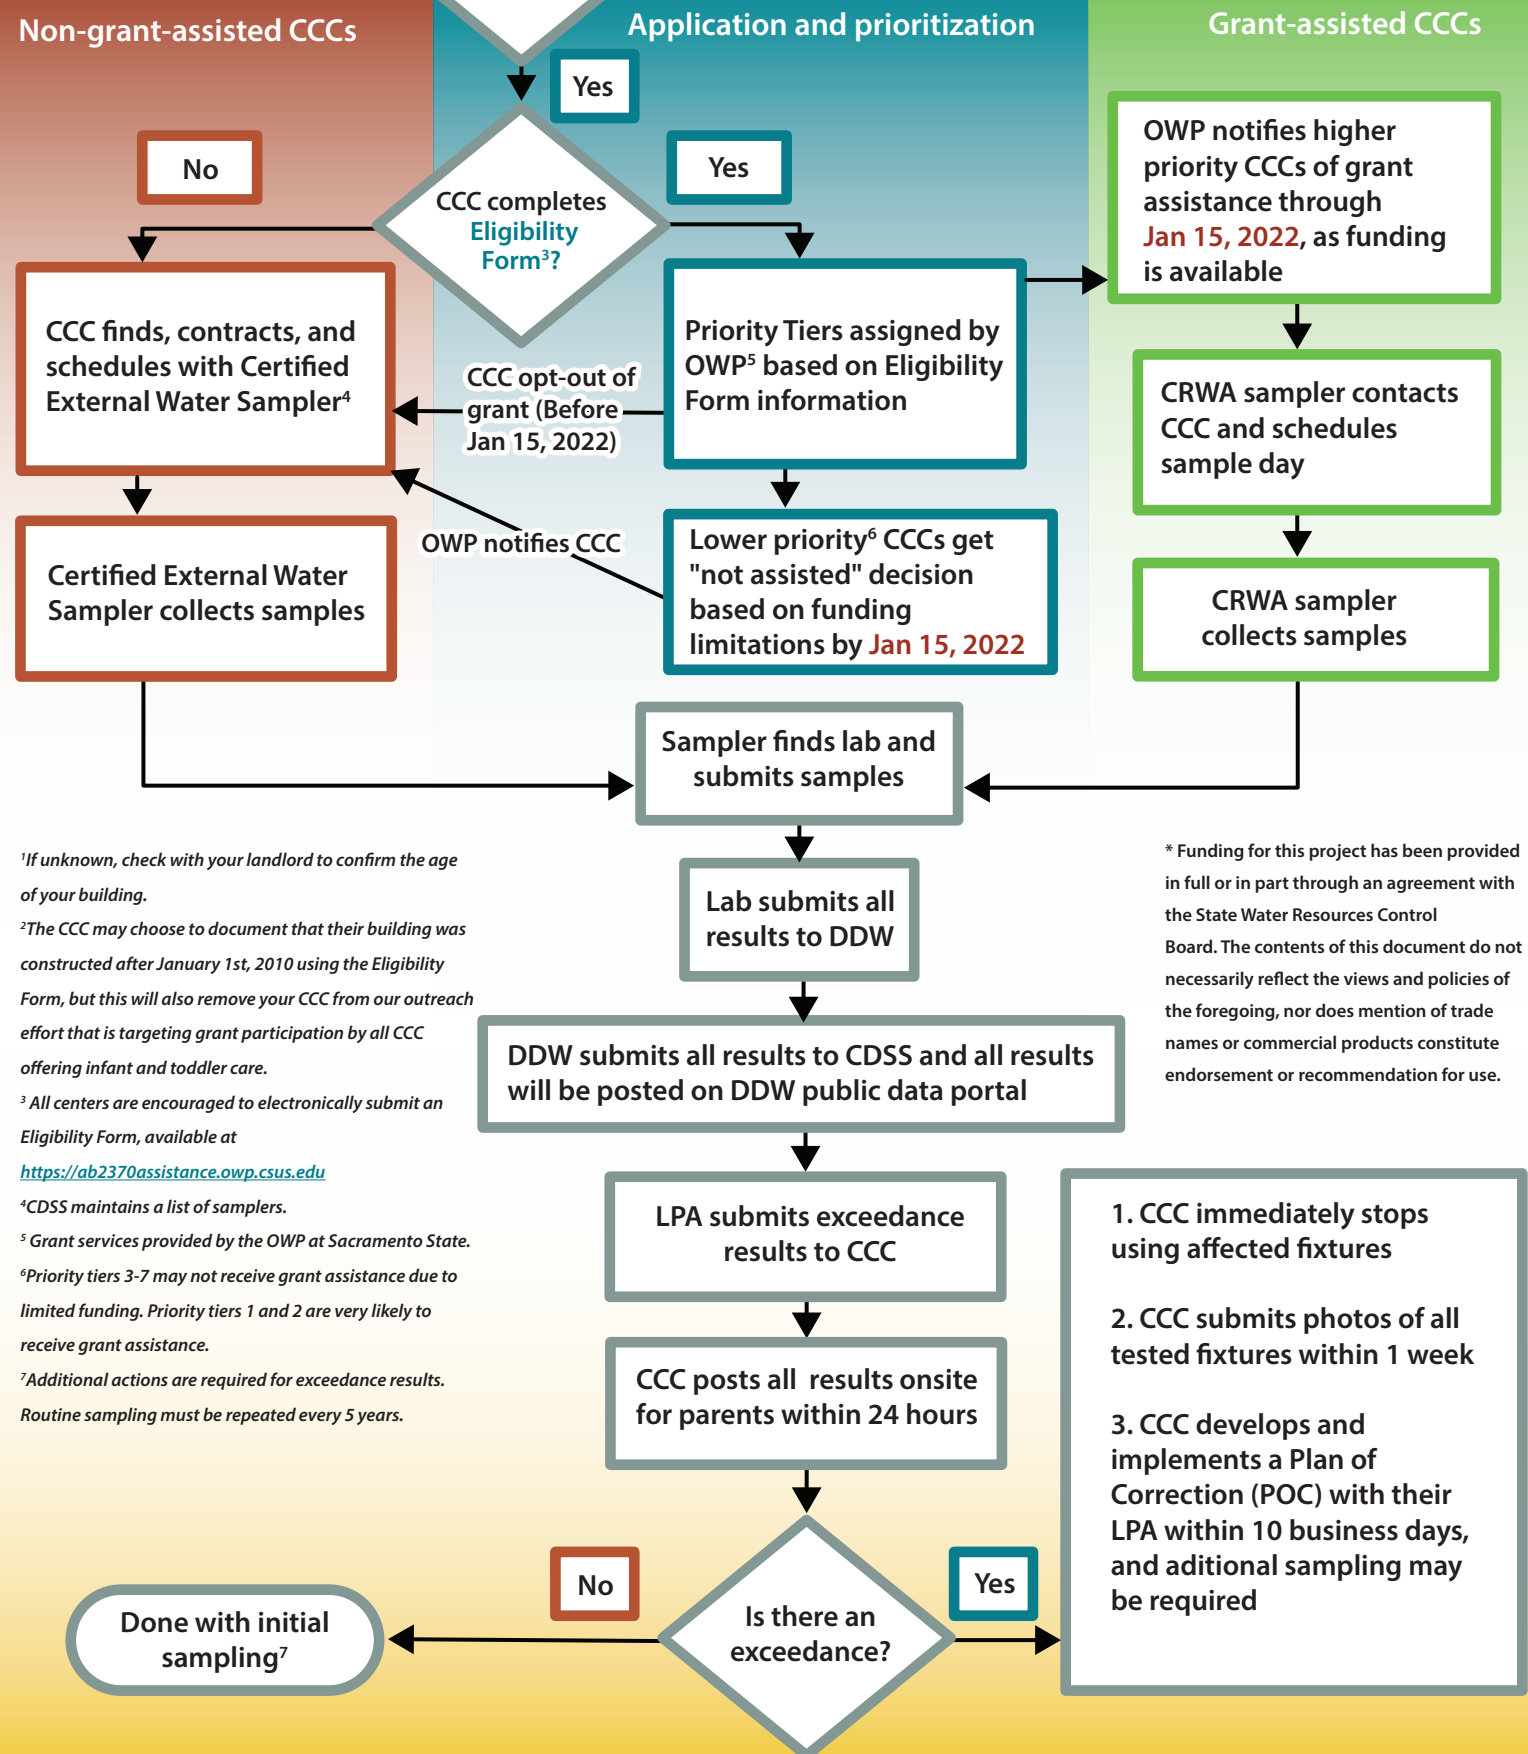 Non-grant-assisted CCCs
Application and prioritization
Grant-assisted CCCs
Yes
No
Yes
CCC completes
Eligibility
Form³?
OWP notifies higher
priority CCCs of grant
assistance through
Jan 15, 2022, as funding
is available
CCC finds, contracts, and
schedules with Certified
External Water Sampler⁴
CCC opt-out of
grant (Before
Jan 15, 2022)
Priority Tiers assigned by
OWP⁵ based on Eligibility
Form information
CRWA sampler contacts
CCC and schedules
sample day
Certified External Water
Sampler collects samples
OWP notifies CCC
Lower priority⁶ CCCs get
"not assisted" decision
based on funding
limitations by Jan 15, 2022
CRWA sampler
collects samples
Sampler finds lab and
submits samples
Lab submits all
results to DDW
DDW submits all results to CDSS and all results
will be posted on DDW public data portal
LPA submits exceedance
results to CCC
CCC posts all results onsite
for parents within 24 hours
Is there an
exceedance?
No
Yes
Done with initial
sampling⁷
1. CCC immediately stops
using affected fixtures
2. CCC submits photos of all
tested fixtures within 1 week
3. CCC develops and
implements a Plan of
Correction (POC) with their
LPA within 10 business days,
and aditional sampling may
be required
¹If unknown, check with your landlord to confirm the age
of your building.
²The CCC may choose to document that their building was
constructed after January 1st, 2010 using the Eligibility
Form, but this will also remove your CCC from our outreach
effort that is targeting grant participation by all CCC
offering infant and toddler care.
³ All centers are encouraged to electronically submit an
Eligibility Form, available at
https://ab2370assistance.owp.csus.edu
⁴CDSS maintains a list of samplers.
⁵ Grant services provided by the OWP at Sacramento State.
⁶Priority tiers 3-7 may not receive grant assistance due to
limited funding. Priority tiers 1 and 2 are very likely to
receive grant assistance.
⁷Additional actions are required for exceedance results.
Routine sampling must be repeated every 5 years.
* Funding for this project has been provided
in full or in part through an agreement with
the State Water Resources Control
Board. The contents of this document do not
necessarily reflect the views and policies of
the foregoing, nor does mention of trade
names or commercial products constitute
endorsement or recommendation for use.